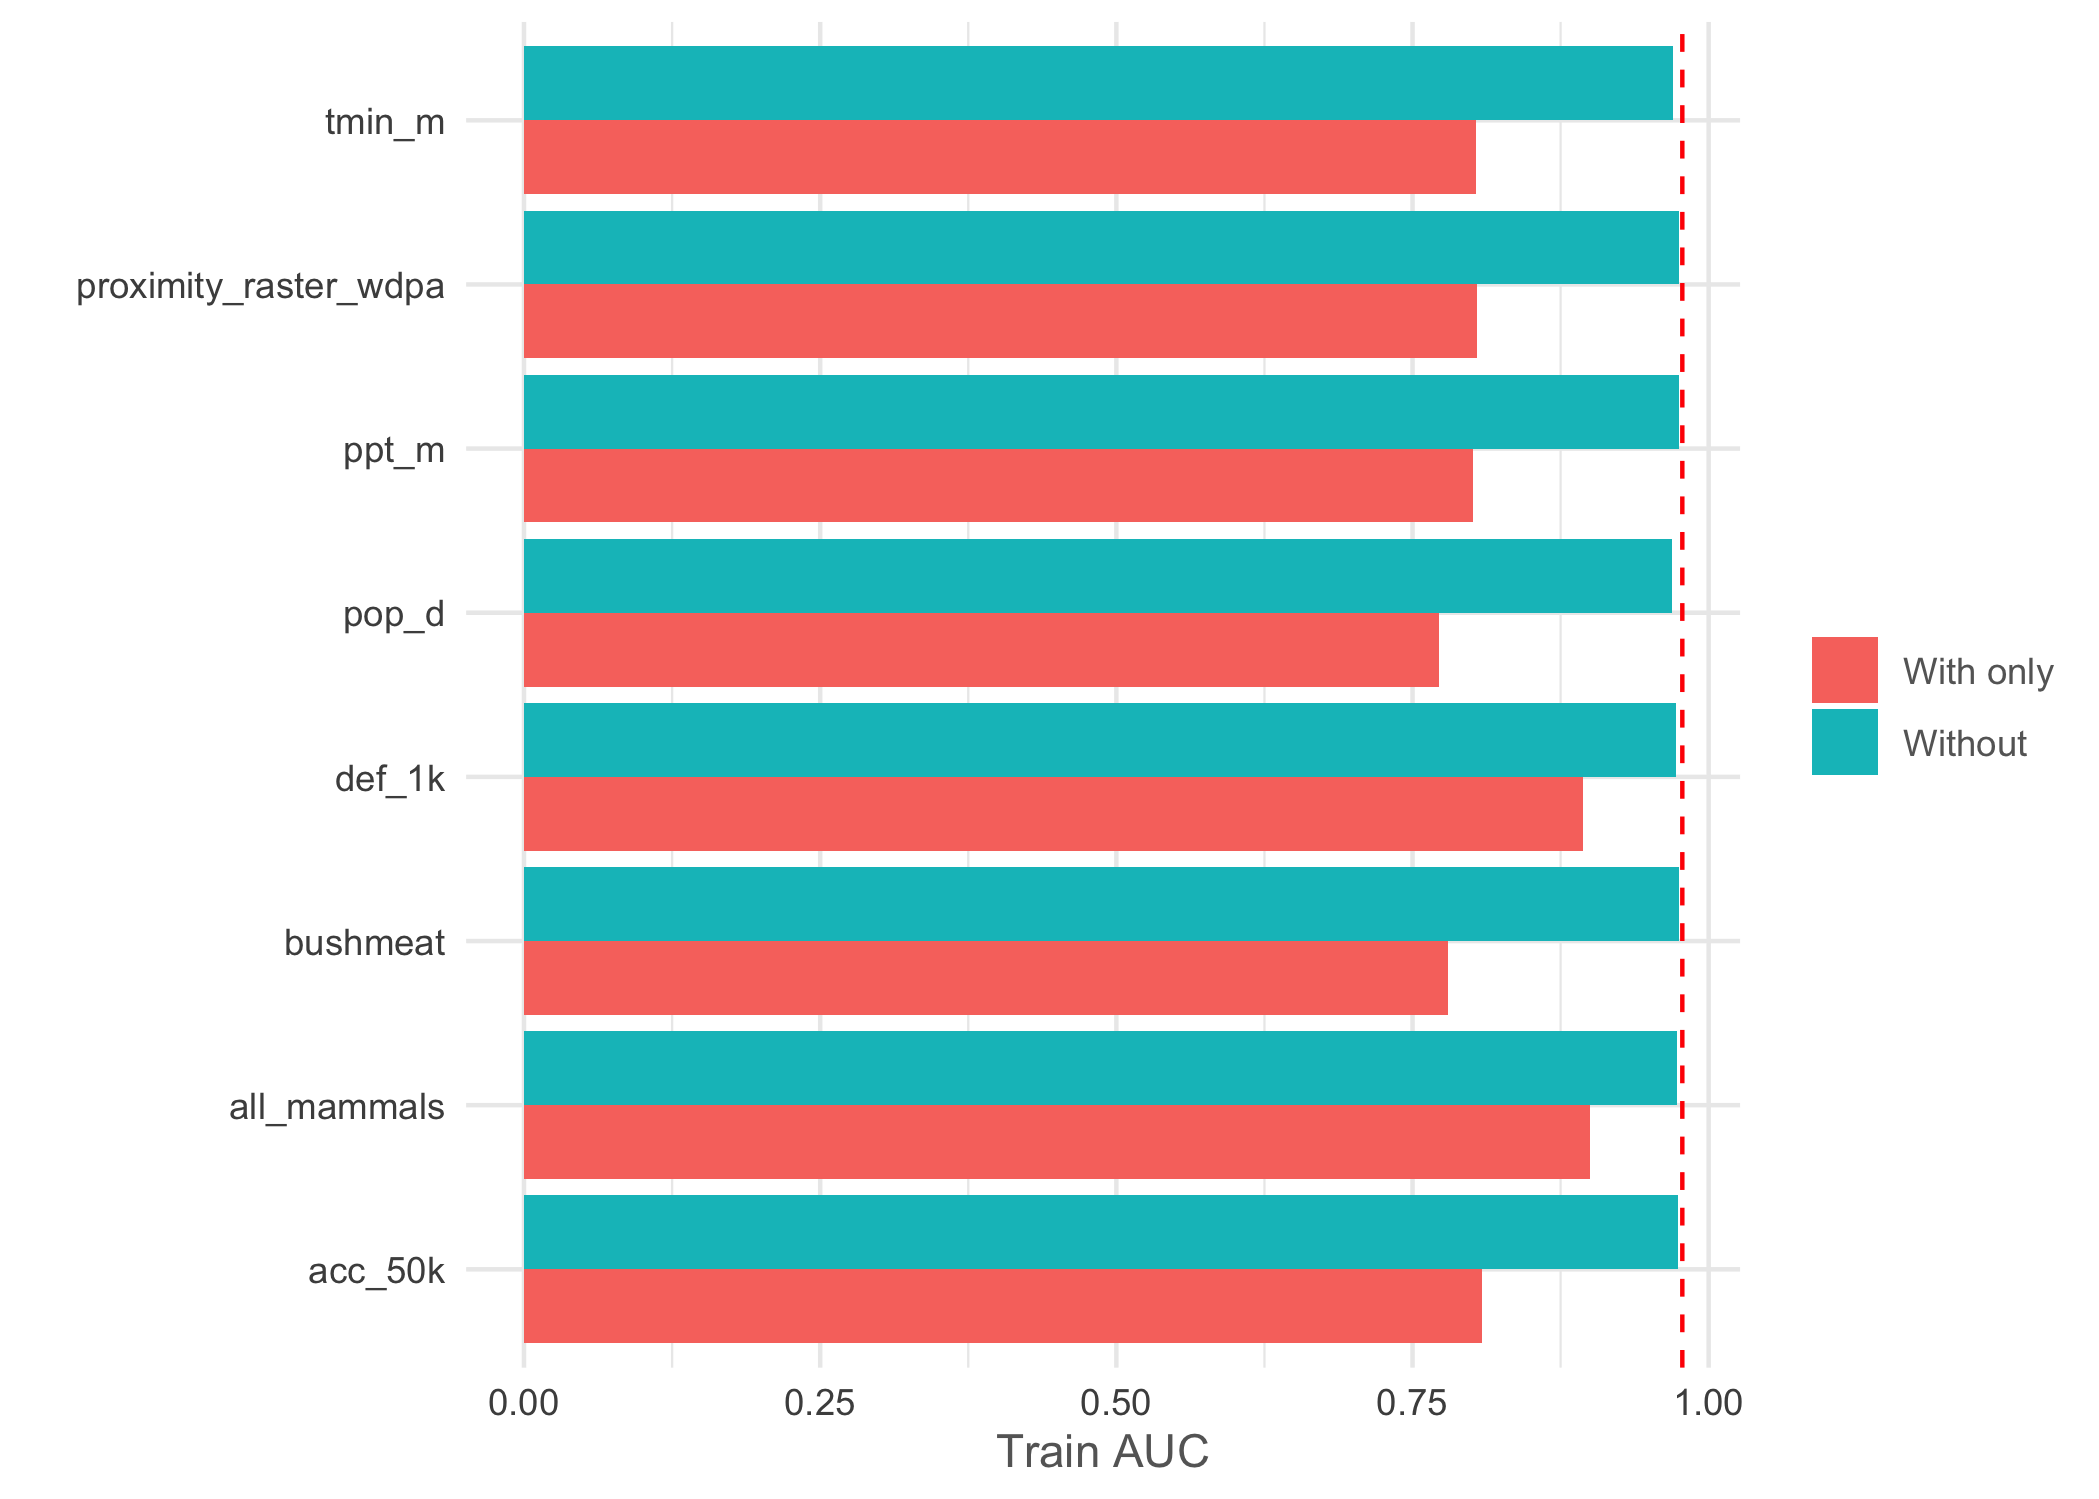 tmin_m
proximity_raster_wdpa
ppt_m
pop_d
def_1k
bushmeat
all_mammals
acc_50k
0.00 0.25 0.50 0.75 1.00
Train AUC
With only
Without